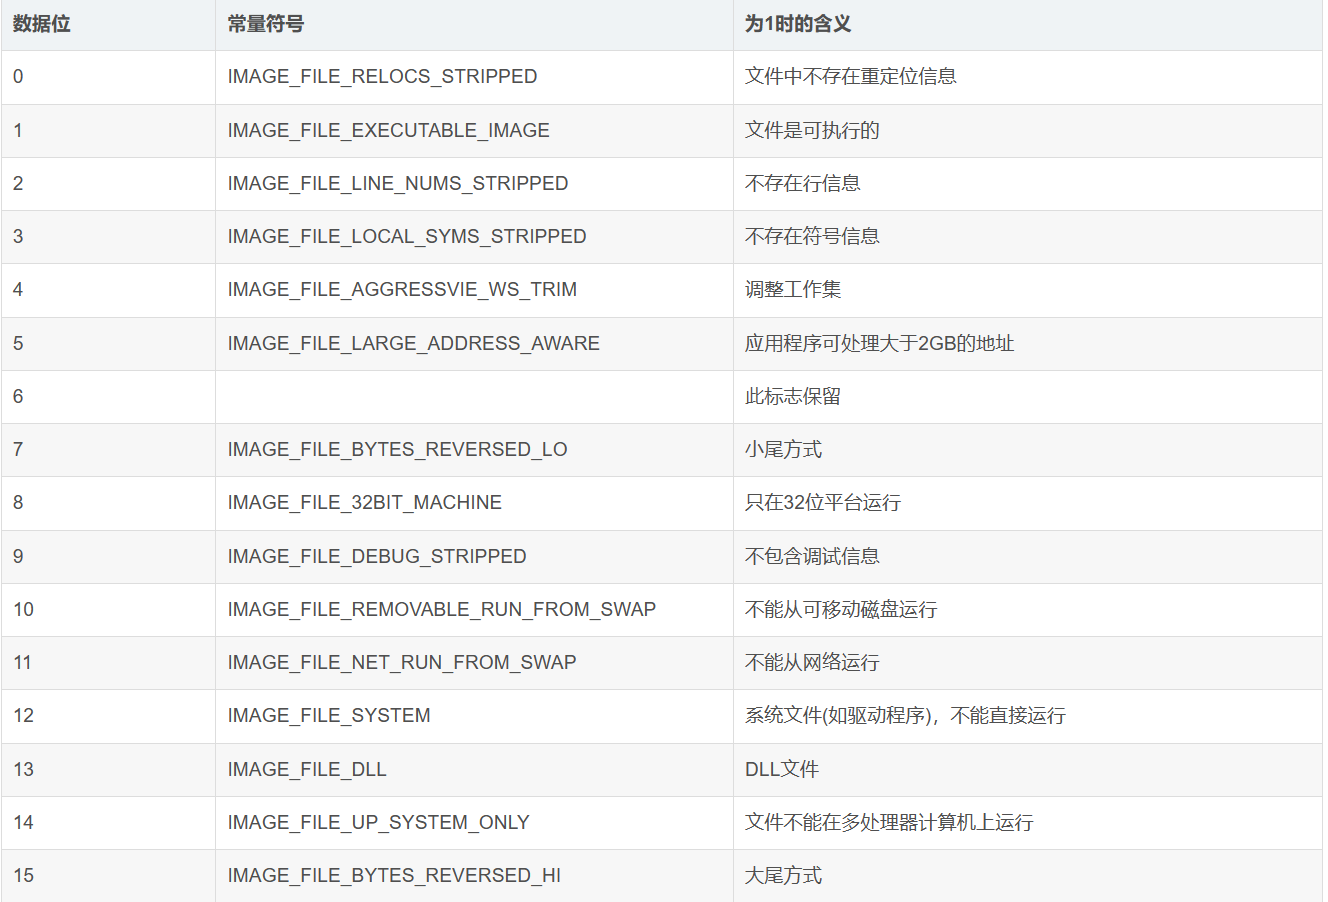 数据位 常量符号 为1时的含义
0 IMAGE_FILE_RELOCS_STRIPPED 文件中不存在重定位信息
1 IMAGE_FILE_EXECUTABLE_IMAGE 文件是可执行的
2 IMAGE_FILE_LINE_NUMS_STRIPPED 不存在行信息
3 IMAGE_FILE_LOCAL_SYMS_STRIPPED 不存在符号信息
4 IMAGE_FILE_AGGRESSVIE_WS_TRIM 调整工作集
5 IMAGE_FILE_LARGE_ADDRESS_AWARE 应用程序可处理大于2GB的地址
6 此标志保留
7 IMAGE_FILE_BYTES_REVERSED_LO 小尾方式
8 IMAGE_FILE_32BIT_MACHINE 只在32位平台运行
9 IMAGE_FILE_DEBUG_STRIPPED 不包含调试信息
10 IMAGE_FILE_REMOVABLE_RUN_FROM_SWAP 不能从可移动磁盘运行
11 IMAGE_FILE_NET_RUN_FROM_SWAP 不能从网络运行
12 IMAGE_FILE_SYSTEM 系统文件(如驱动程序)，不能直接运行
13 IMAGE_FILE_DLL DLL文件
14 IMAGE_FILE_UP_SYSTEM_ONLY 文件不能在多处理器计算机上运行
15 IMAGE_FILE_BYTES_REVERSED_HI 大尾方式